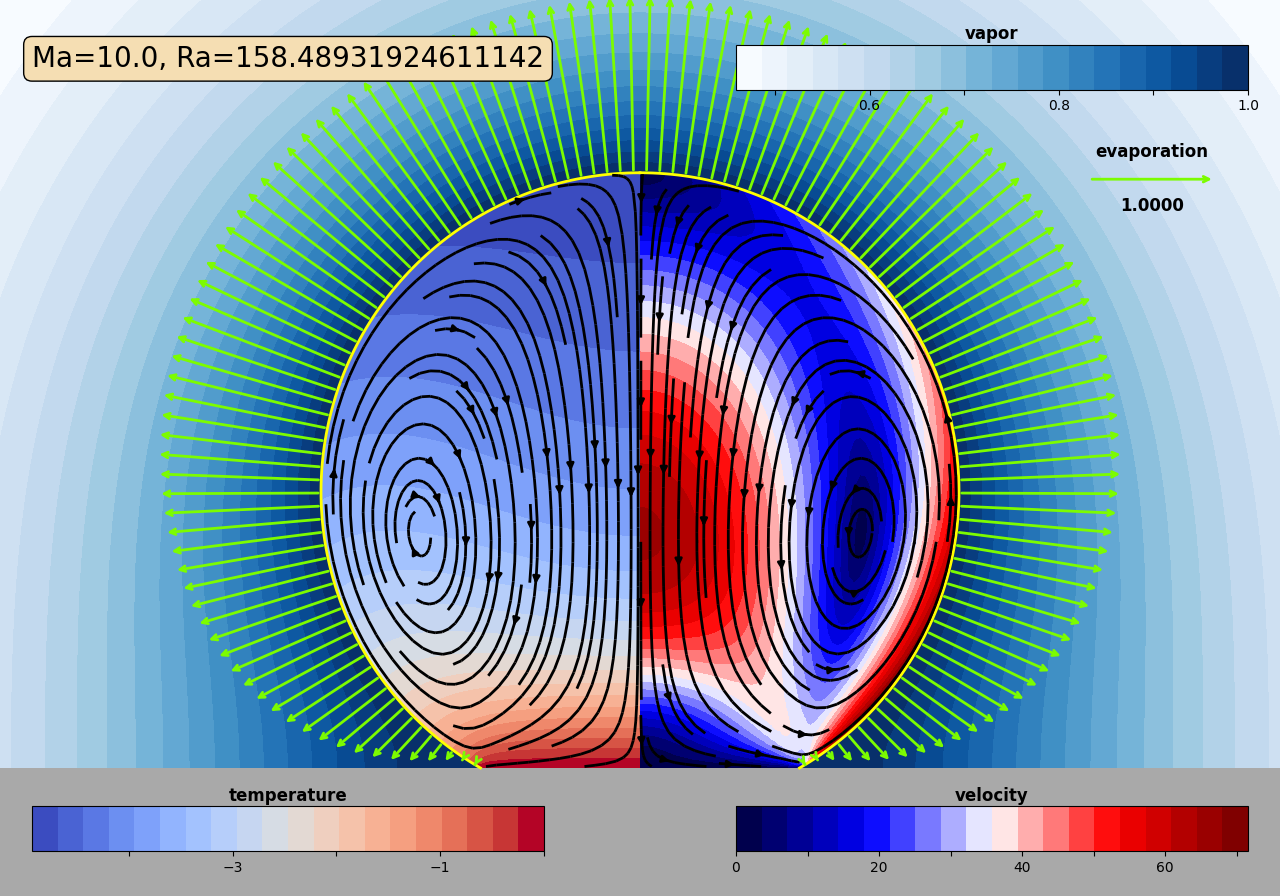 Ma=10.0, Ra=158.48931924611142
vapor
0.6 0.8 1.0
evaporation
1.0000
temperature
−3 −1
velocity
0 20 40 60